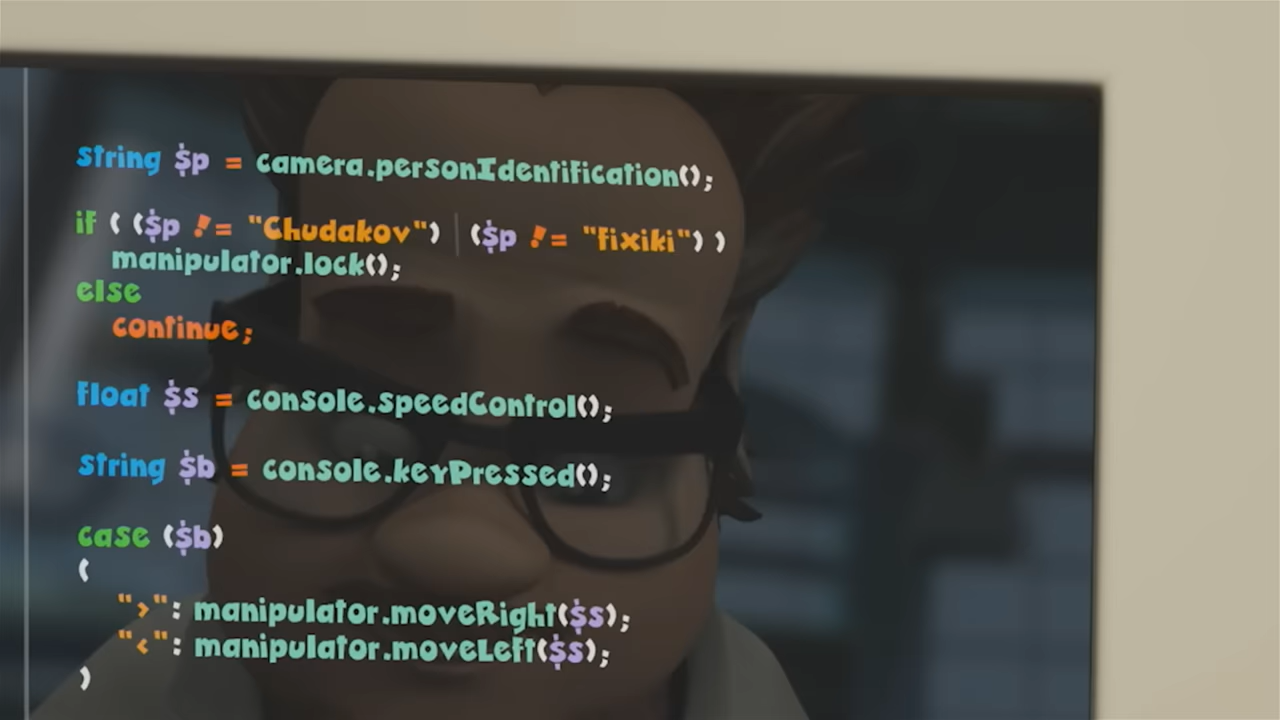 string $p = camera.personIdentification();
if ( ($p != "Chudakov") | ($p != "fixiki") )
manipulator.lock();
else
continue;
float $s = console.speedControl();
string $b = console.keyPressed();
case ($b)
(
">": manipulator.moveRight($s);
"<": manipulator.moveLeft($s);
)